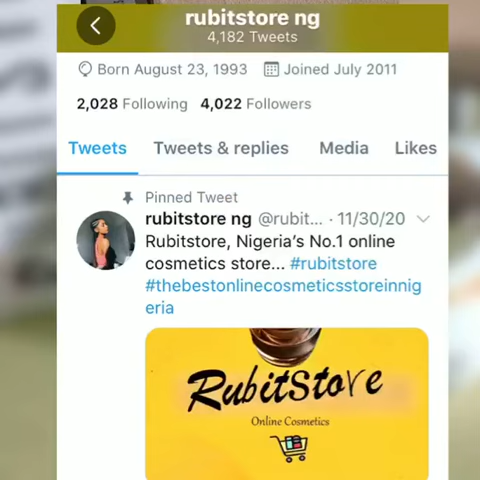 rubitstore ng
4,182 Tweets
Born August 23, 1993 Joined July 2011
2,028 Following 4,022 Followers
Tweets Tweets & replies Media Likes
Pinned Tweet
rubitstore ng @rubit... · 11/30/20
Rubitstore, Nigeria's No.1 online
cosmetics store... #rubitstore
#thebestonlinecosmeticsstoreinnig
eria
RubitStore
Online Cosmetics